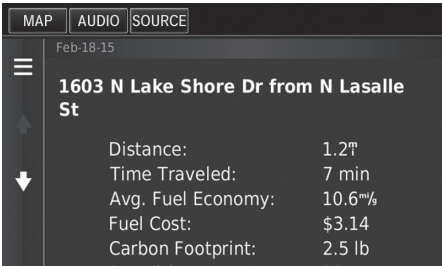 MAP AUDIO SOURCE
Feb-18-15
1603 N Lake Shore Dr from N Lasalle
St
Distance: 1.2mi
Time Traveled: 7 min
Avg. Fuel Economy: 10.6mi/g
Fuel Cost: $3.14
Carbon Footprint: 2.5 lb